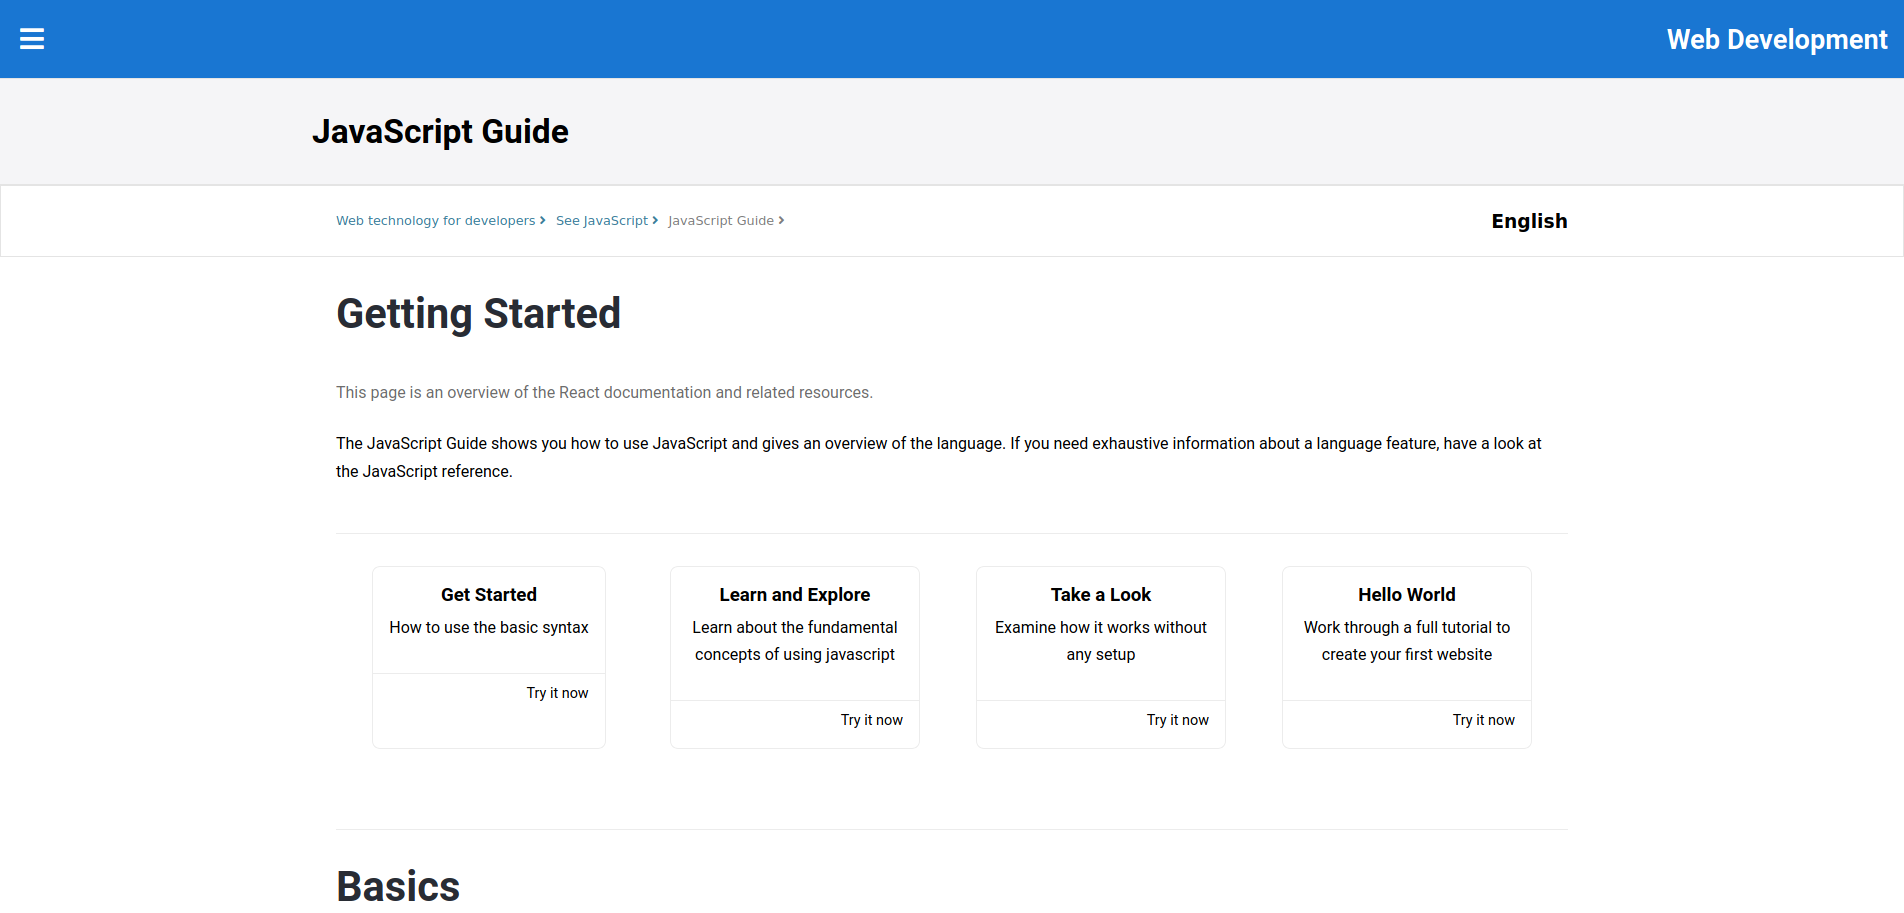 Web Development
JavaScript Guide
Web technology for developers
See JavaScript
JavaScript Guide
English
Getting Started
This page is an overview of the React documentation and related resources.
The JavaScript Guide shows you how to use JavaScript and gives an overview of the language. If you need exhaustive information about a language feature, have a look at
the JavaScript reference.
Get Started
How to use the basic syntax
Try it now
Learn and Explore
Learn about the fundamental
concepts of using javascript
Try it now
Take a Look
Examine how it works without
any setup
Try it now
Hello World
Work through a full tutorial to
create your first website
Try it now
Basics